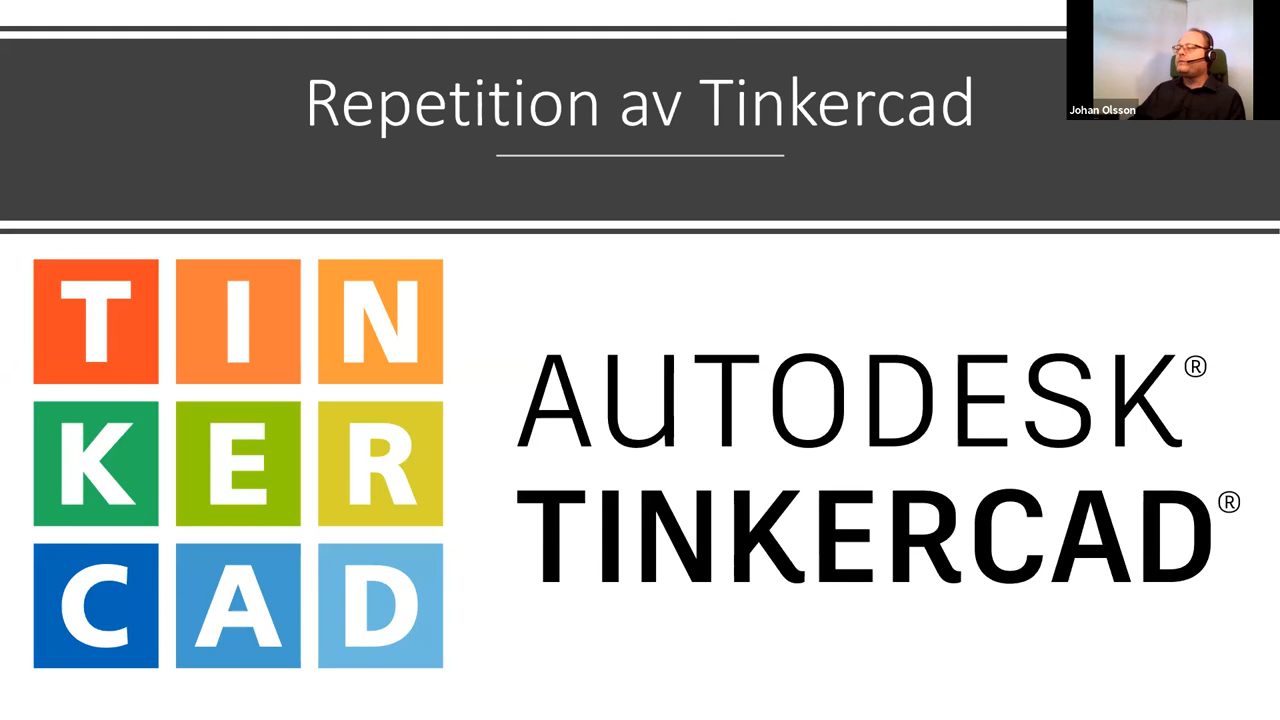 Repetition av Tinkercad
Johan Olsson
TIN
KER
CAD
AUTODESK®
TINKERCAD®